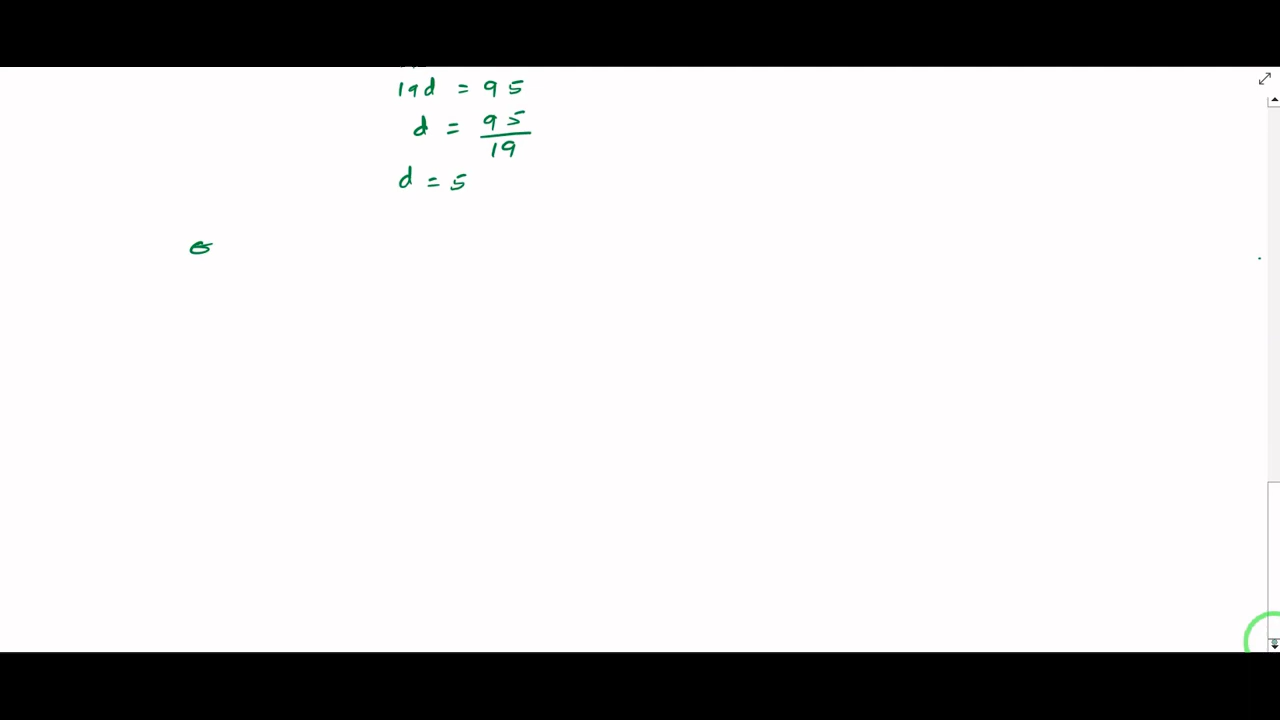 19d = 95
d = 95/19
d = 5